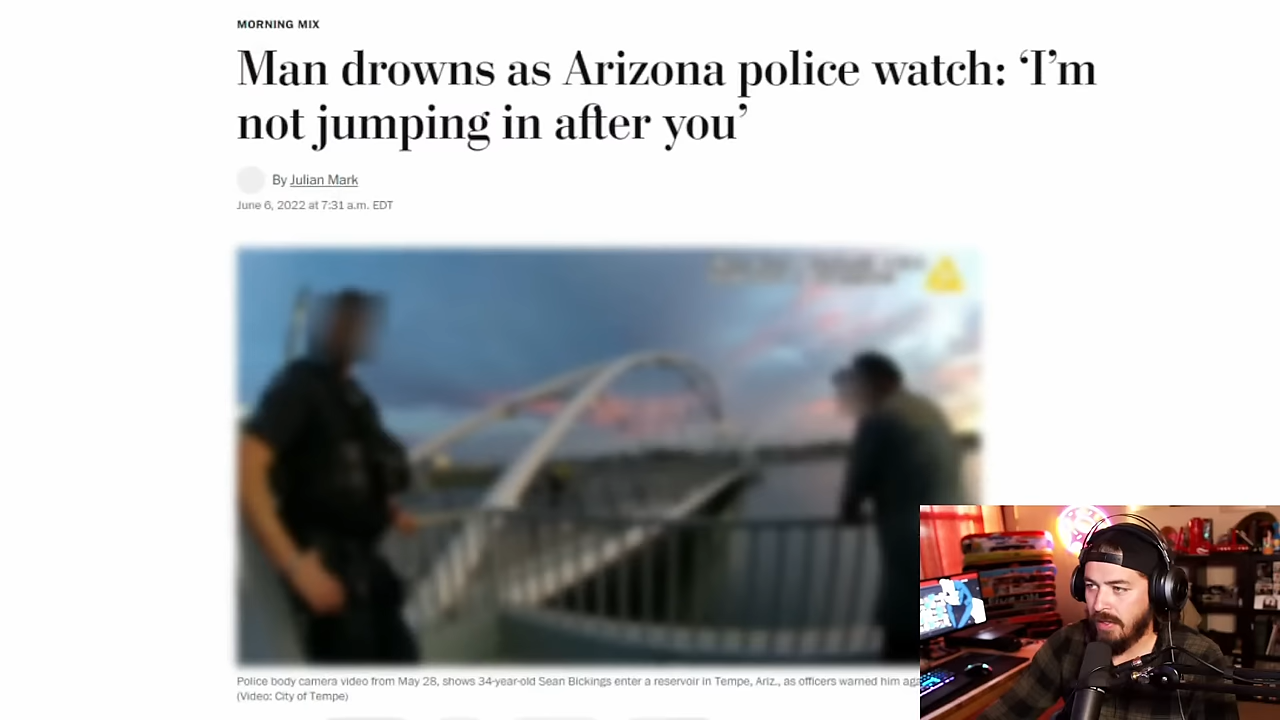 MORNING MIX
Man drowns as Arizona police watch: ‘I’m
not jumping in after you’
By Julian Mark
June 6, 2022 at 7:31 a.m. EDT
Police body camera video from May 28, shows 34-year-old Sean Bickings enter a reservoir in Tempe, Ariz., as officers warned him
(Video: City of Tempe)